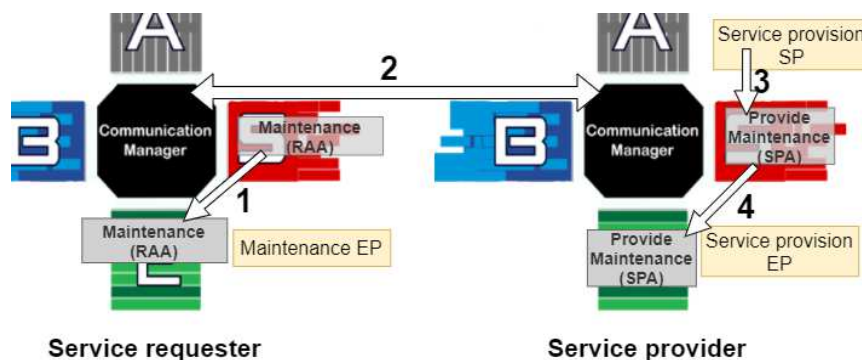 A
A
Service provision
SP
2
3
B
Communication
Manager
Maintenance
(RAA)
B
Communication
Manager
Provide
Maintenance
(SPA)
1
4
Maintenance
(RAA)
Maintenance EP
Provide
Maintenance
(SPA)
Service provision
EP
Service requester
Service provider